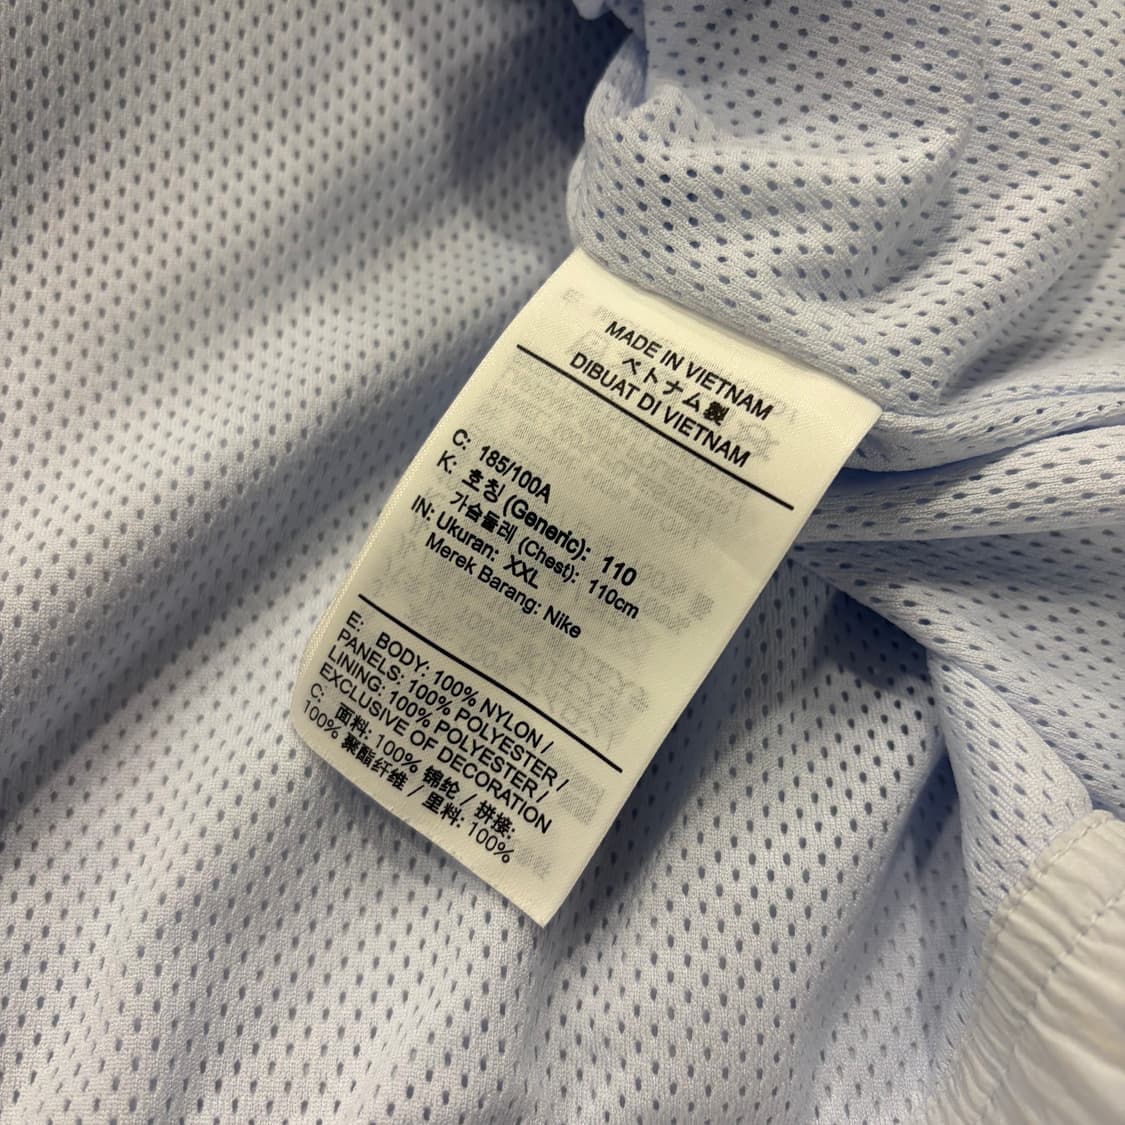 MADE IN VIETNAM
ベトナム製
DIBUAT DI VIETNAM
C: 185/100A
K: 호칭 (Generic): 110
가슴둘레 (Chest): 110cm
IN: Ukuran: XXL
Merek Barang: Nike
E: BODY: 100% NYLON /
PANELS: 100% POLYESTER /
LINING: 100% POLYESTER /
EXCLUSIVE OF DECORATION
C: 面料: 100% 锦纶 / 拼接:
100% 聚酯纤维 / 里料: 100%